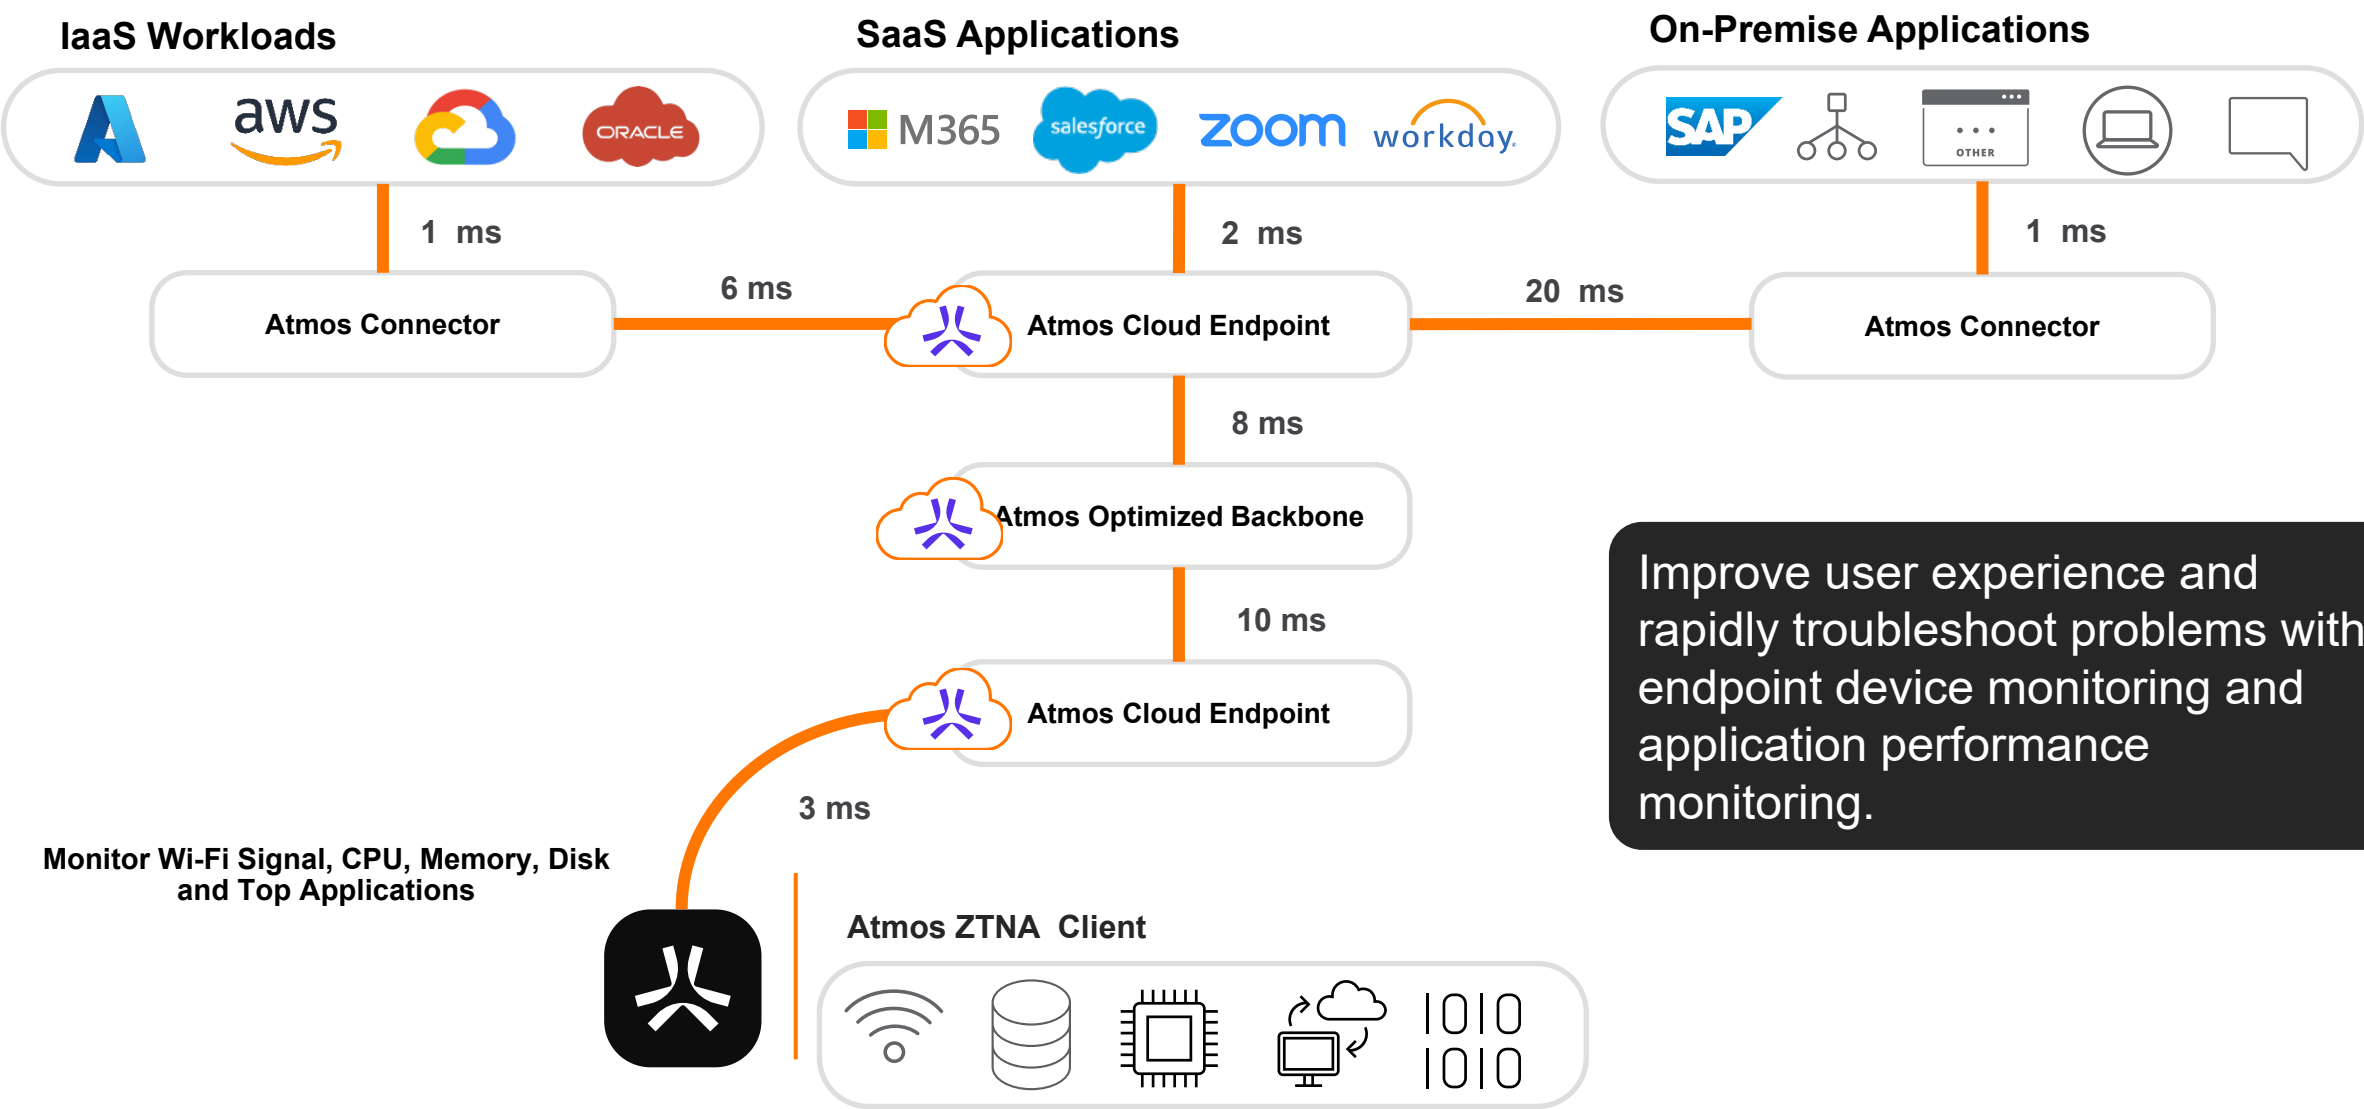 IaaS Workloads
SaaS Applications
On-Premise Applications
aws
ORACLE
M365
salesforce
zoom
workday.
SAP
OTHER
1 ms
2 ms
1 ms
6 ms
20 ms
Atmos Connector
Atmos Cloud Endpoint
Atmos Connector
8 ms
Atmos Optimized Backbone
10 ms
Atmos Cloud Endpoint
3 ms
Improve user experience and
rapidly troubleshoot problems with
endpoint device monitoring and
application performance
monitoring.
Monitor Wi-Fi Signal, CPU, Memory, Disk
and Top Applications
Atmos ZTNA Client
1010
1010